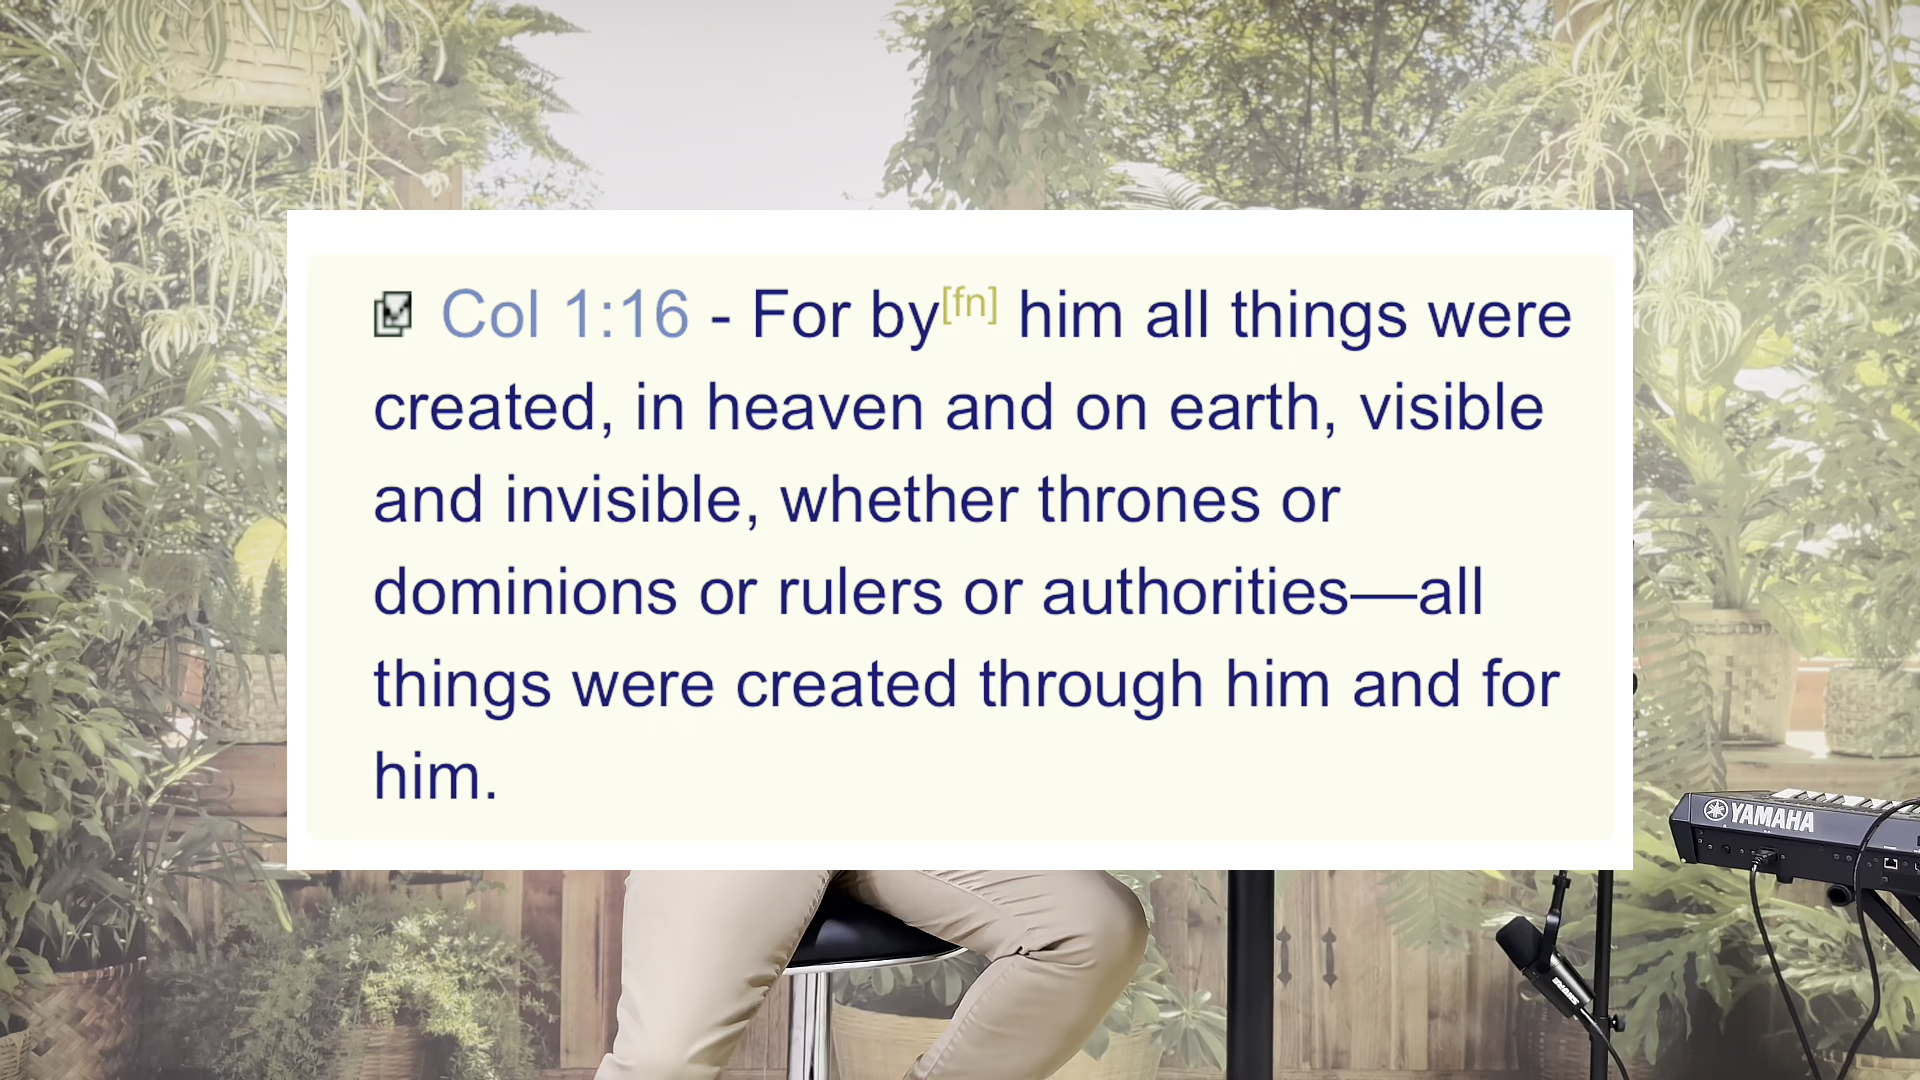 Col 1:16 - For by[fn] him all things were
created, in heaven and on earth, visible
and invisible, whether thrones or
dominions or rulers or authorities—all
things were created through him and for
him.
YAMAHA
SHURE